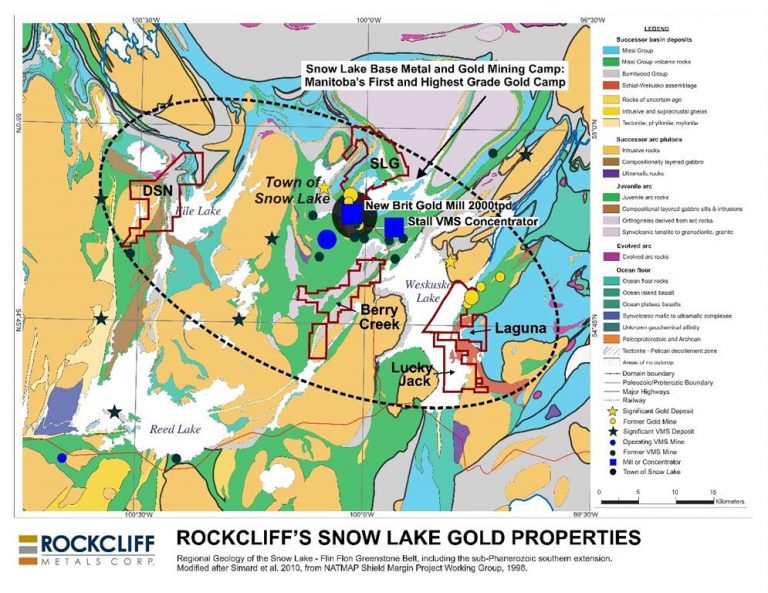 100°30'W
100°0'W
99°30'W
Snow Lake Base Metal and Gold Mining Camp:
Manitoba's First and Highest Grade Gold Camp
55°0'N
55°0'N
SLG
DSN
Town of
Snow Lake
File Lake
New Brit Gold Mill 2000tpd
Stall VMS Concentrator
Weskusko
Lake
Berry
Creek
Laguna
Lucky
Jack
54°45'N
54°45'N
Reed Lake
100°30'W
100°0'W
99°30'W
LEGEND
Successor basin deposits
Missi Group
Missi Group volcanic rocks
Burntwood Group
Schist-Wekusko assemblage
Rocks of uncertain age
Intrusive and supracrustal gneiss
Tectonite, phyllonite, mylonite
Successor arc plutons
Intrusive rocks
Compositionally layered gabbro
Ultramafic rocks
Juvenile arc
Juvenile arc rocks
Compositional layered gabbro sills & intrusions
Orthogneiss derived from arc rocks
Synvolcanic tonalite to granodiorite, granite
Evolved arc
Evolved arc rocks
Ocean floor
Ocean floor rocks
Ocean island basalt
Ocean plateau basalts
Synvolcanic mafic to ultramafic complexes
Unknown geochemical affinity
Paleoproterozoic and Archean
Tectonite - Pelican decollement zone
Areas of no outcrop
Domain boundary
Paleozoic/Proterozoic Boundary
Major Highways
Railway
Significant Gold Deposit
Former Gold Mine
Significant VMS Deposit
Operating VMS Mine
Former VMS Mine
Mill or Concentrator
Town of Snow Lake
0 5 10 15
Kilometers
ROCKCLIFF
METALS CORP.
ROCKCLIFF'S SNOW LAKE GOLD PROPERTIES
Regional Geology of the Snow Lake - Flin Flon Greenstone Belt, including the sub-Phanerozoic southern extension.
Modified after Simard et al. 2010, from NATMAP Shield Margin Project Working Group, 1998.